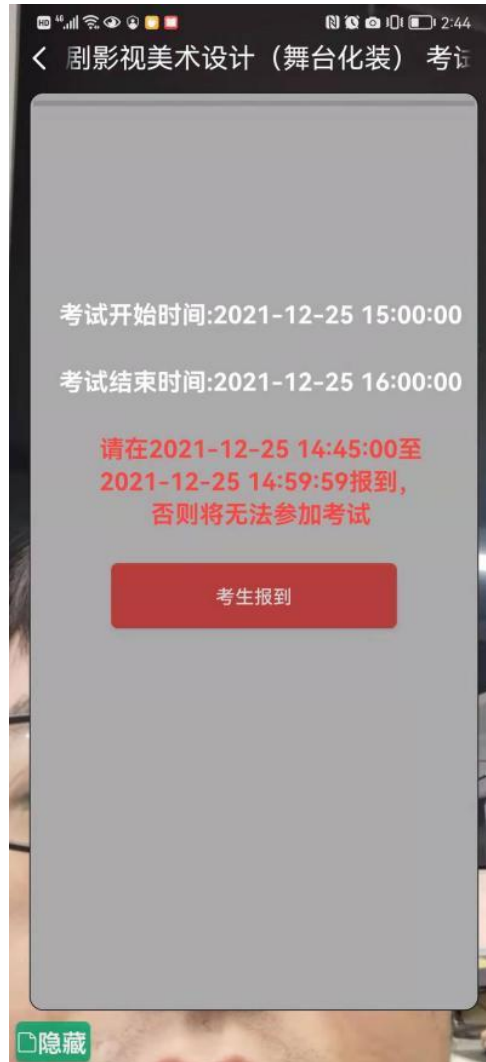 HD 46 2:44
剧影视美术设计（舞台化装） 考试
考试开始时间:2021-12-25 15:00:00
考试结束时间:2021-12-25 16:00:00
请在2021-12-25 14:45:00至
2021-12-25 14:59:59报到，
否则将无法参加考试
考生报到
隐藏